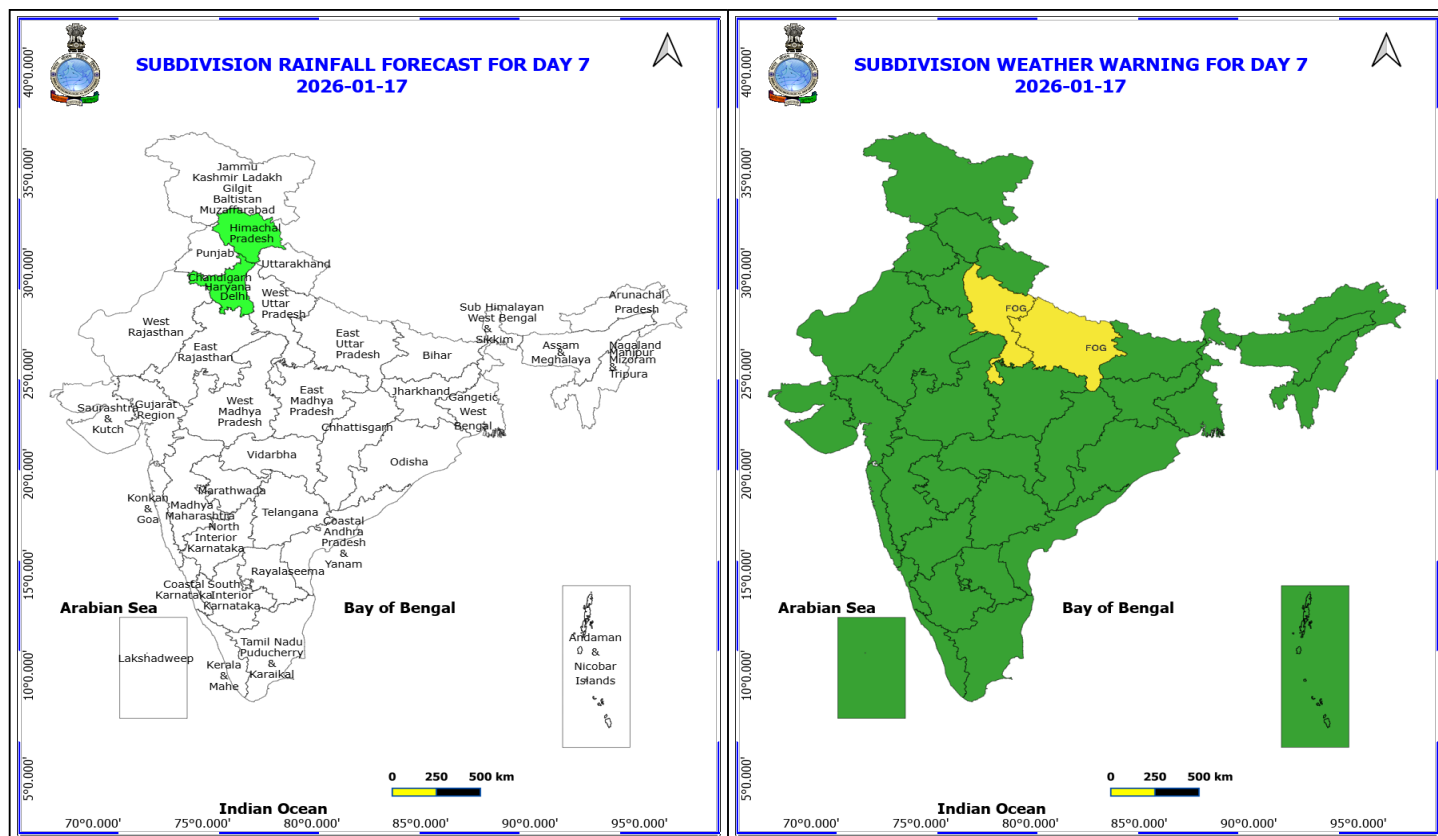 SUBDIVISION RAINFALL FORECAST FOR DAY 7
2026-01-17
40°0.000'
35°0.000'
30°0.000'
25°0.000'
20°0.000'
15°0.000'
10°0.000'
5°0.000'
Jammu
Kashmir Ladakh
Gilgit
Baltistan
Muzaffarabad
Himachal
Pradesh
Punjab
Uttarakhand
Chandigarh
Haryana
Delhi
West
Uttar
Pradesh
Arunachal
Pradesh
Sub Himalayan
West Bengal
&
Sikkim
West
Rajasthan
East
Rajasthan
East
Uttar
Pradesh
Bihar
Assam
&
Meghalaya
Nagaland
Manipur
Mizoram
&
Tripura
Saurashtra
&
Kutch
Gujarat
Region
West
Madhya
Pradesh
East
Madhya
Pradesh
Jharkhand
Gangetic
West
Bengal
Chhattisgarh
Vidarbha
Odisha
Konkan
&
Goa
Marathwada
Madhya
Maharashtra
Telangana
North
Interior
Karnataka
Coastal
Andhra
Pradesh
&
Yanam
Rayalaseema
Coastal
Karnataka
South
Interior
Karnataka
Arabian Sea
Bay of Bengal
Lakshadweep
Kerala
&
Mahe
Tamil Nadu
Puducherry
&
Karaikal
Andaman
&
Nicobar
Islands
0 250 500 km
Indian Ocean
70°0.000' 75°0.000' 80°0.000' 85°0.000' 90°0.000' 95°0.000'
SUBDIVISION WEATHER WARNING FOR DAY 7
2026-01-17
40°0.000'
35°0.000'
30°0.000'
25°0.000'
20°0.000'
15°0.000'
10°0.000'
5°0.000'
FOG
FOG
Arabian Sea
Bay of Bengal
0 250 500 km
Indian Ocean
70°0.000' 75°0.000' 80°0.000' 85°0.000' 90°0.000' 95°0.000'